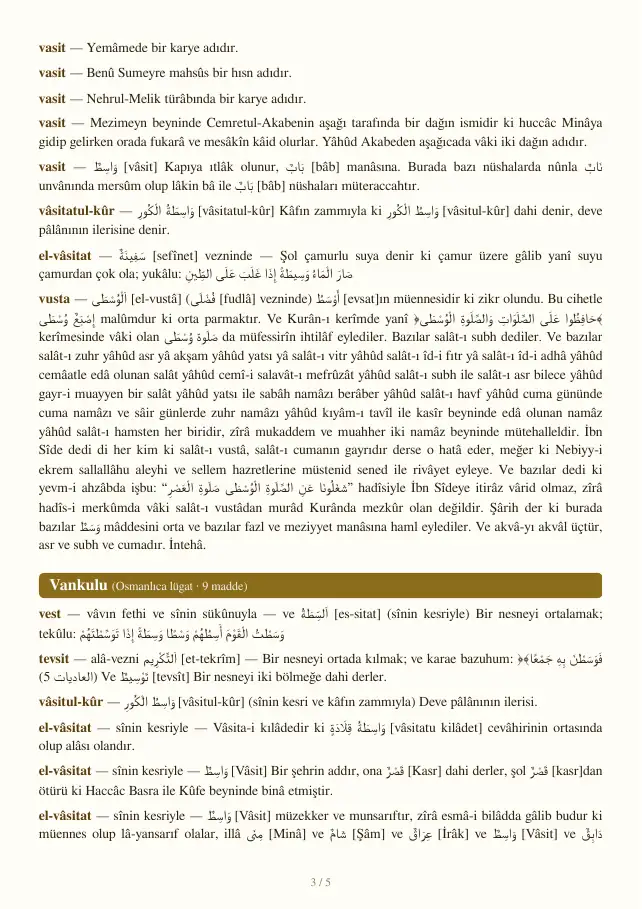 vasit — Yemâmede bir karye adıdır.
vasit — Benû Sumeyre mahsûs bir hısn adıdır.
vasit — Nehrul-Melik türâbında bir karye adıdır.
vasit — Mezimeyn beyninde Cemretul-Akabenin aşağı tarafında bir dağın ismidir ki huccâc Minâya
gidip gelirken orada fukarâ ve mesâkîn kâid olurlar. Yâhûd Akabeden aşağıcada vâki iki dağın adıdır.
vasit — وَاسِطٌ [vâsit] Kapıya ıtlâk olunur, بَابٌ [bâb] manâsına. Burada bazı nüshalarda nûnla نَابٌ
unvânında mersûm olup lâkin bâ ile بَابٌ [bâb] nüshaları müteraccahtır.
vâsitatul-kûr — وَاسِطَةُ الْكُورِ [vâsitatul-kûr] Kâfın zammıyla ki وَاسِطُ الْكُورِ [vâsitul-kûr] dahi denir, deve
pâlânının ilerisine denir.
el-vâsitat — سَفِينَةٌ [sefînet] vezninde — Şol çamurlu suya denir ki çamur üzere gâlib yanî suyu
çamurdan çok ola; yukâlu: صَارَ الْمَاءُ وَسِيطَةً إِذَا غَلَبَ عَلَى الطِّينِ
vusta — اَلْوُسْطَى [el-vustâ] (فُضْلَى [fudlâ] vezninde) أَوْسَطُ [evsat]ın müennesidir ki zikr olundu. Bu cihetle
إِصْبَعٌ وُسْطَى malûmdur ki orta parmaktır. Ve Kurân-ı kerîmde yanî ﴿حَافِظُوا عَلَى الصَّلَوَاتِ وَالصَّلَوةِ الْوُسْطَى﴾
kerîmesinde vâki olan صَلَوة وُسْطَى da müfessirîn ihtilâf eylediler. Bazılar salât-ı subh dediler. Ve bazılar
salât-ı zuhr yâhûd asr yâ akşam yâhûd yatsı yâ salât-ı vitr yâhûd salât-ı îd-i fıtr yâ salât-ı îd-i adhâ yâhûd
cemâatle edâ olunan salât yâhûd cemî-i salavât-ı mefrûzât yâhûd salât-ı subh ile salât-ı asr bilece yâhûd
gayr-i muayyen bir salât yâhûd yatsı ile sabâh namâzı berâber yâhûd salât-ı havf yâhûd cuma gününde
cuma namâzı ve sâir günlerde zuhr namâzı yâhûd kıyâm-ı tavîl ile kasîr beyninde edâ olunan namâz
yâhûd salât-ı hamsten her biridir, zîrâ mukaddem ve muahher iki namâz beyninde mütehalleldir. İbn
Sîde dedi di her kim ki salât-ı vustâ, salât-ı cumanın gayrıdır derse o hatâ eder, meğer ki Nebiyy-i
ekrem sallallâhu aleyhi ve sellem hazretlerine müstenid sened ile rivâyet eyleye. Ve bazılar dedi ki
yevm-i ahzâbda işbu: “شَغَلُونَا عَنِ الصَّلَوةِ الْوُسْطَى صَلَوةِ الْعَصْرِ” hadîsiyle İbn Sîdeye itirâz vârid olmaz, zîrâ
hadîs-i merkûmda vâki salât-ı vustâdan murâd Kurânda mezkûr olan değildir. Şârih der ki burada
bazılar وَسَطٌ mâddesini orta ve bazılar fazl ve meziyyet manâsına haml eylediler. Ve akvâ-yı akvâl üçtür,
asr ve subh ve cumadır. İntehâ.
Vankulu (Osmanlıca lügat · 9 madde)
vest — vâvın fethi ve sînin sükûnuyla — ve اَلسِّطَةُ [es-sitat] (sînin kesriyle) Bir nesneyi ortalamak;
tekûlu: وَسَطْتُ الْقَوْمَ أَسِطُهُمْ وَسْطًا وَسِطَةً إِذَا تَوَسَّطْتَهُمْ
tevsit — alâ-vezni اَلتَّكْرِيم [et-tekrîm] — Bir nesneyi ortada kılmak; ve karae bazuhum: ﴿فَوَسَّطْنَ بِهِ جَمْعًا﴾
(العاديات 5) Ve تَوْسِيطٌ [tevsît] Bir nesneyi iki bölmeğe dahi derler.
vâsitul-kûr — وَاسِطُ الْكُورِ [vâsitul-kûr] (sînin kesri ve kâfın zammıyla) Deve pâlânının ilerisi.
el-vâsitat — sînin kesriyle — Vâsita-i kılâdedir ki وَاسِطَةُ قِلَادَةٍ [vâsitatu kilâdet] cevâhirinin ortasında
olup alâsı olandır.
el-vâsitat — sînin kesriyle — وَاسِطٌ [Vâsit] Bir şehrin addır, ona قَصْرٌ [Kasr] dahi derler, şol قَصْرٌ [kasr]dan
ötürü ki Haccâc Basra ile Kûfe beyninde binâ etmiştir.
el-vâsitat — sînin kesriyle — وَاسِطٌ [Vâsit] müzekker ve munsarıftır, zîrâ esmâ-i bilâdda gâlib budur ki
müennes olup lâ-yansarıf olalar, illâ مِنًى [Minâ] ve شَامٌ [Şâm] ve عِرَاقٌ [İrâk] ve وَاسِطٌ [Vâsit] ve دَابِقٌ
3 / 5